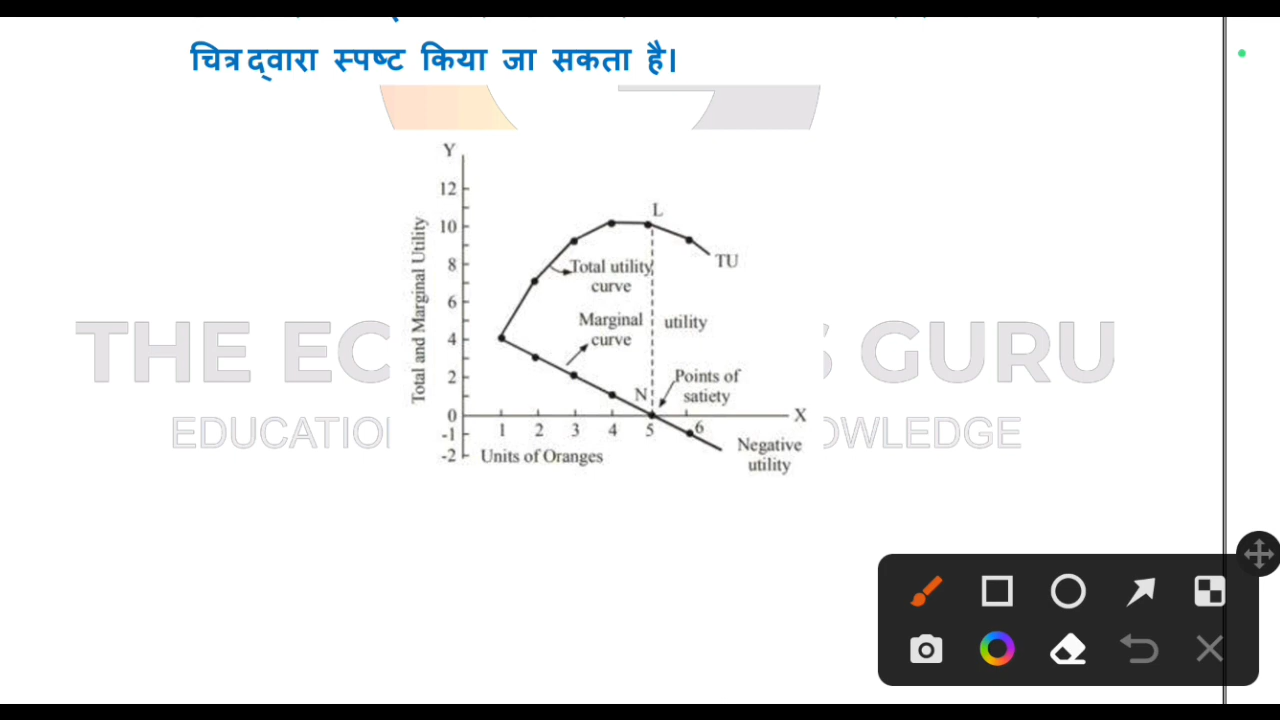 चित्र द्वारा स्पष्ट किया जा सकता है।
Y
12
10
8
6
4
2
0
-1
-2
Total and Marginal Utility
L
TU
Total utility
curve
Marginal utility
curve
N
Points of
satiety
X
1 2 3 4 5 6
Units of Oranges
Negative
utility
THE EC S GURU
EDUCATION OWLEDGE